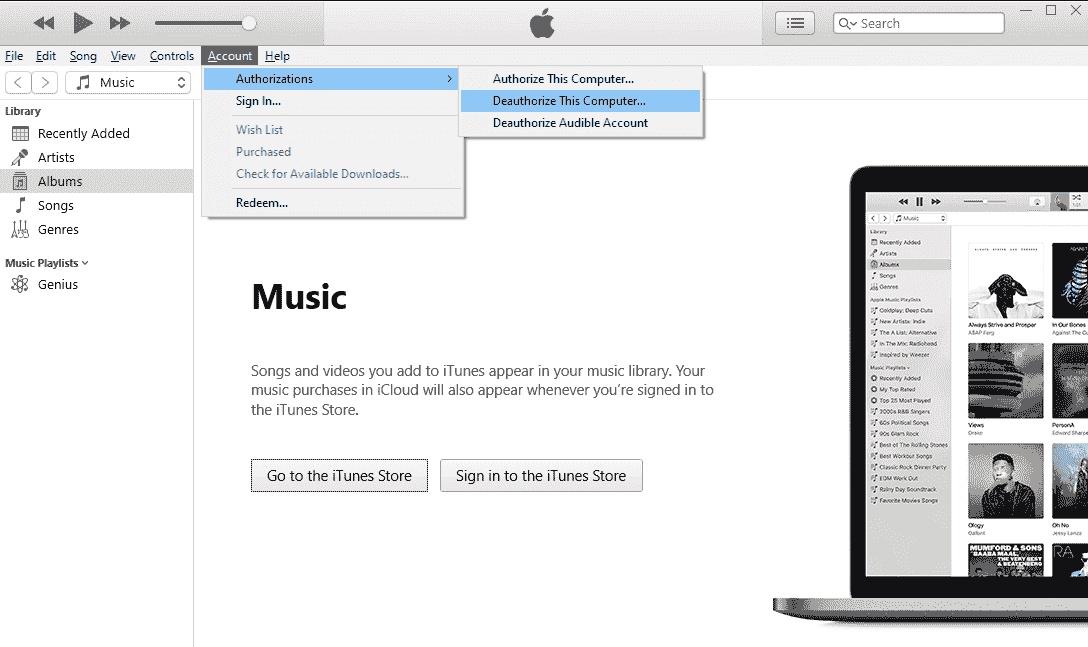 Search
File Edit Song View Controls Account Help
Music
Authorizations
Sign In...
Wish List
Purchased
Check for Available Downloads...
Redeem...
Authorize This Computer...
Deauthorize This Computer...
Deauthorize Audible Account
Library
Recently Added
Artists
Albums
Songs
Genres
Music Playlists
Genius
Music
Songs and videos you add to iTunes appear in your music library. Your
music purchases in iCloud will also appear whenever you're signed in to
the iTunes Store.
Go to the iTunes Store
Sign in to the iTunes Store
Music
Library
Recently Added
Artists
Albums
Songs
Genres
Apple Music Playlists
Coldplay: Deep Cuts
New Artists: Indie
The A List: Alternative
In The Mix: Radiohead
Inspired by Weezer
Music Playlists
Recently Added
My Top Rated
Top 25 Most Played
2000s R&B Singers
60s Political Songs
90s Glam Rock
Best of The Rolling Stones
Best Workout Songs
Classic Rock Dinner Party
EDM Work Out
Rainy Day Soundtrack
Favorite Movies Songs
ALWAYS STRIVE AND PROSPER
Always Strive and Prosper
A$AP Ferg
In Our Bones
Against The Cu
Views
Drake
PersonA
Edward Sharpe
Ology
Gallant
Oh No
Jessy Lanza
MUMFORD & SONS
BAABA MAAL,
THE VERY BEST
& BEATENBERG
RA